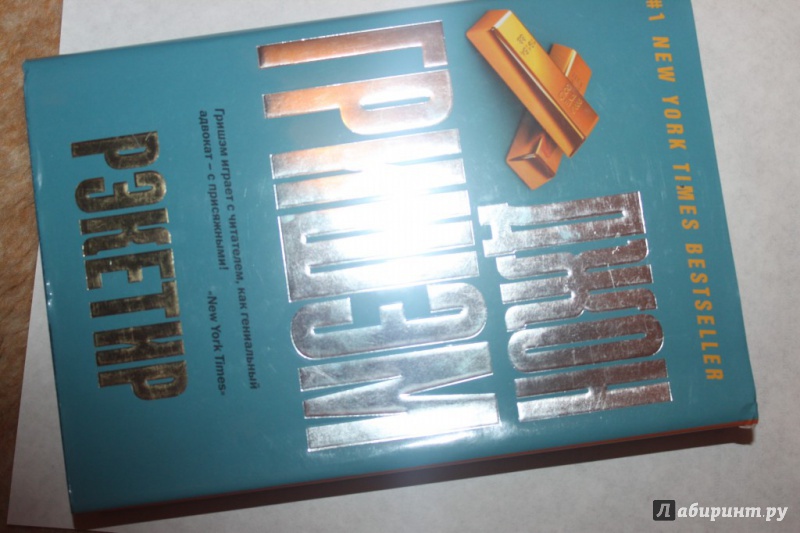 #1 NEW YORK TIMES BESTSELLER
ДЖОН
ГРИШЭМ
Гришэм играет с читателем, как гениальный
адвокат – с присяжными!
«New York Times»
РЭКЕТИР
Лабиринт.ру